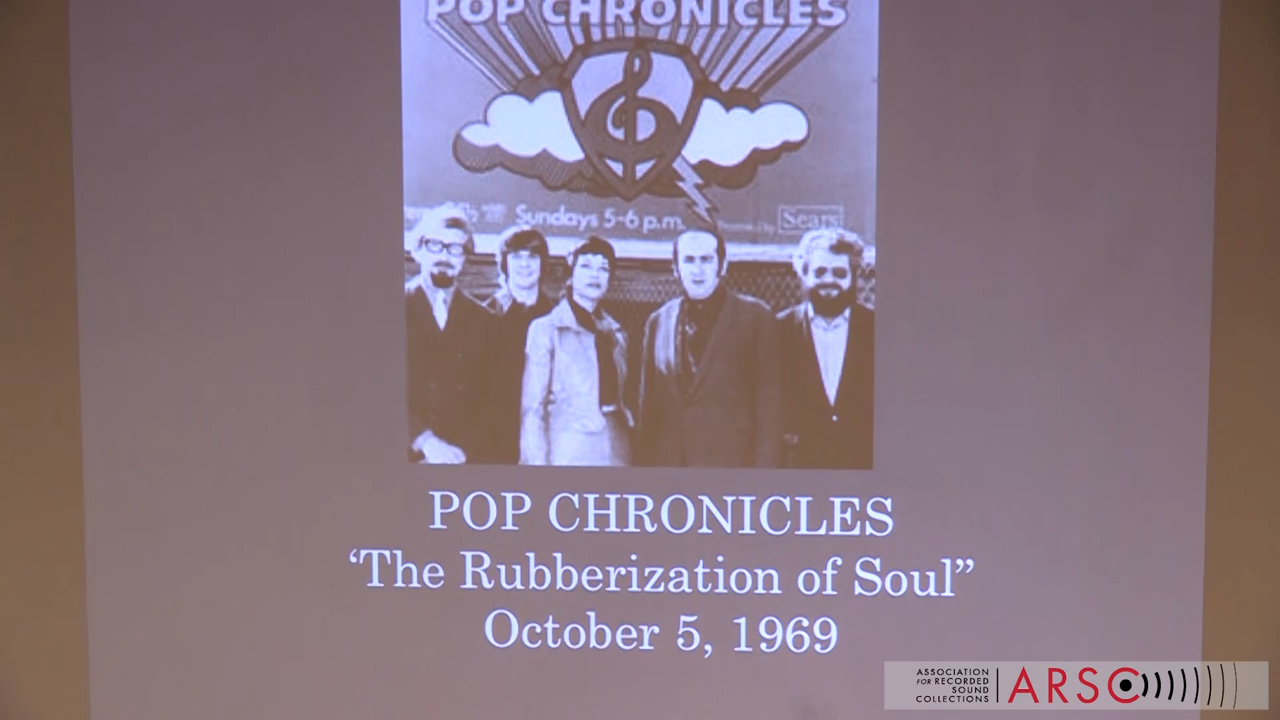 POP CHRONICLES
Sundays 5-6 p.m.
Sears
POP CHRONICLES
‘The Rubberization of Soul”
October 5, 1969
ASSOCIATION
FOR RECORDED
SOUND
COLLECTIONS
ARSC